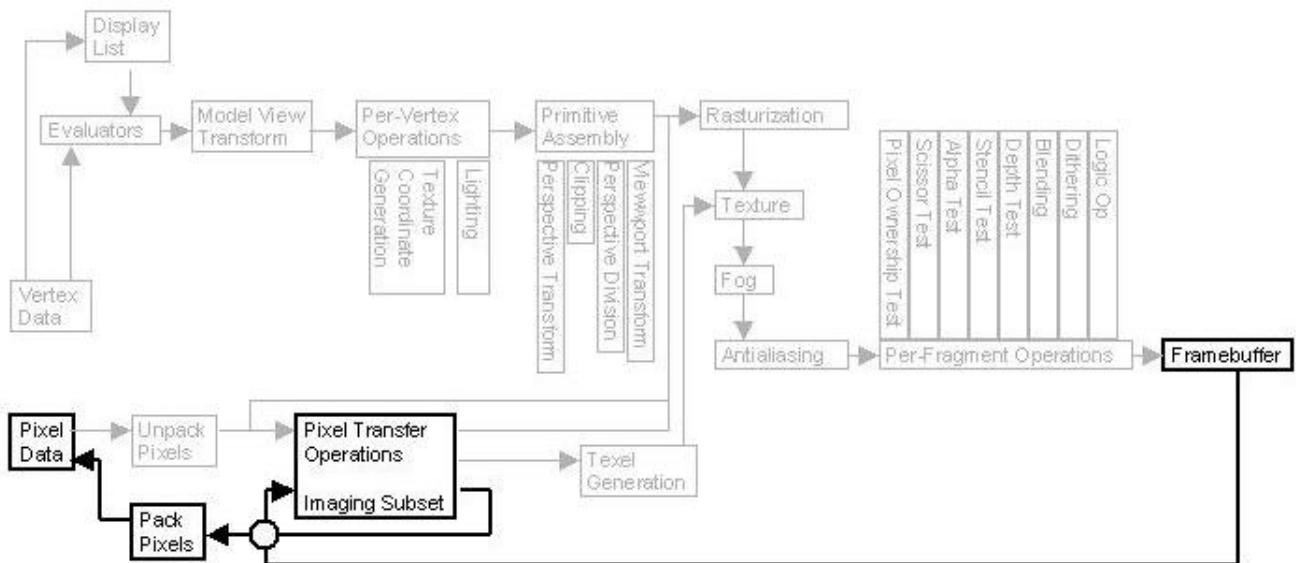 Display
List
Evaluators
Model View
Transform
Per-Vertex
Operations
Texture
Coordinate
Generation
Lighting
Primitive
Assembly
Perspective Transform
Clipping
Perspective Division
Viewport Transform
Rasturization
Texture
Fog
Antialiasing
Pixel Ownership Test
Scissor Test
Alpha Test
Stencil Test
Depth Test
Blending
Dithering
Logic Op
Per-Fragment Operations
Framebuffer
Vertex
Data
Pixel
Data
Unpack
Pixels
Pixel Transfer
Operations
Imaging Subset
Texel
Generation
Pack
Pixels